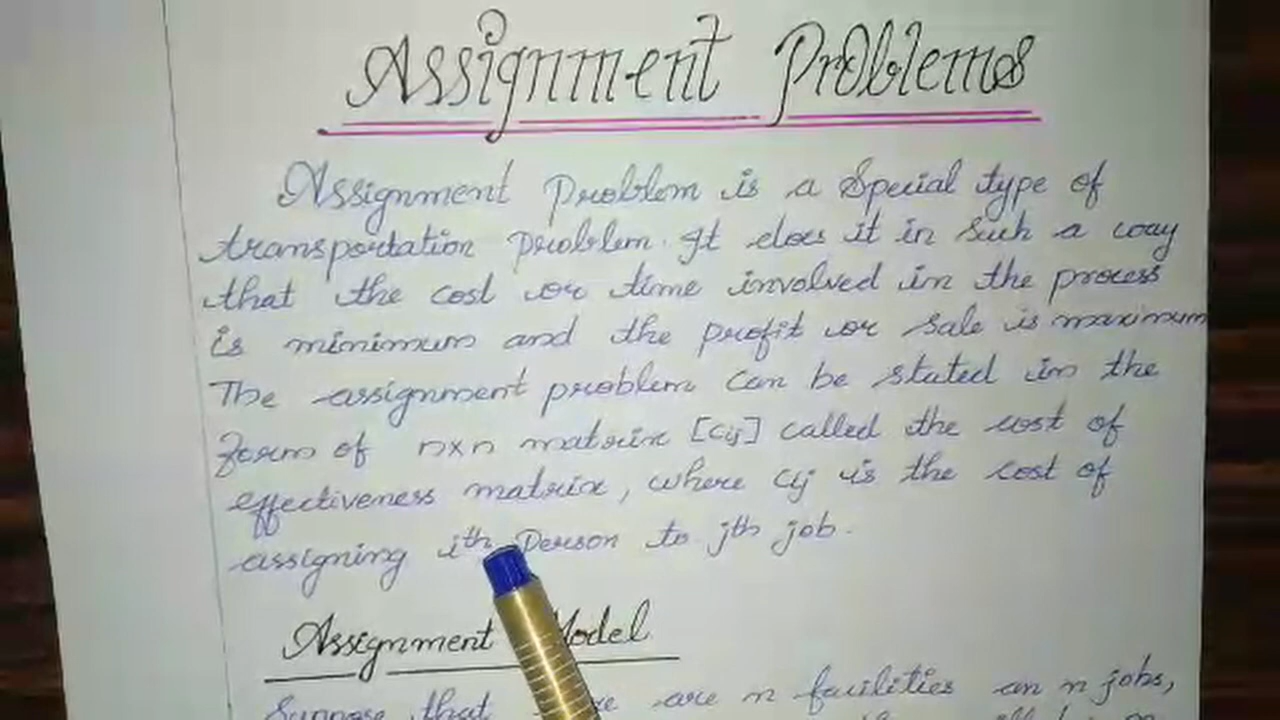 Assignment Problems
Assignment Problem is a Special type of
transportation problem. It does it in such a way
that the cost or time involved in the process
is minimum and the profit or sale is maximum
The assignment problem can be stated in the
form of n×n matrix [Cij] called the cost of
effectiveness matrix, where Cij is the cost of
assigning ith Person to jth job.
Assignment Model
Suppose that are n facilities an n jobs,